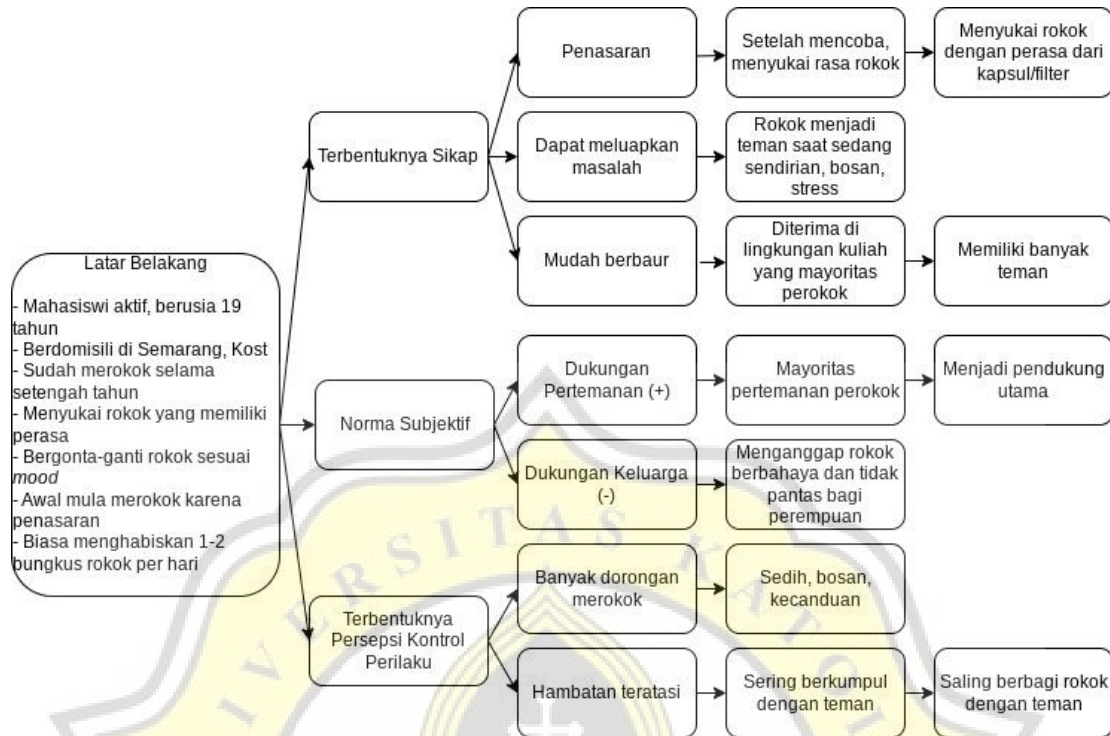 Penasaran
Setelah mencoba,
menyukai rasa rokok
Menyukai rokok
dengan perasa dari
kapsul/filter
Terbentuknya Sikap
Dapat meluapkan
masalah
Rokok menjadi
teman saat sedang
sendirian, bosan,
stress
Mudah berbaur
Diterima di
lingkungan kuliah
yang mayoritas
perokok
Memiliki banyak
teman
Latar Belakang
- Mahasiswi aktif, berusia 19
tahun
- Berdomisili di Semarang, Kost
- Sudah merokok selama
setengah tahun
- Menyukai rokok yang memiliki
perasa
- Bergonta-ganti rokok sesuai
mood
- Awal mula merokok karena
penasaran
- Biasa menghabiskan 1-2
bungkus rokok per hari
Norma Subjektif
Dukungan
Pertemanan (+)
Mayoritas
pertemanan perokok
Menjadi pendukung
utama
Dukungan Keluarga
(-)
Menganggap rokok
berbahaya dan tidak
pantas bagi
perempuan
Terbentuknya
Persepsi Kontrol
Perilaku
Banyak dorongan
merokok
Sedih, bosan,
kecanduan
Hambatan teratasi
Sering berkumpul
dengan teman
Saling berbagi rokok
dengan teman